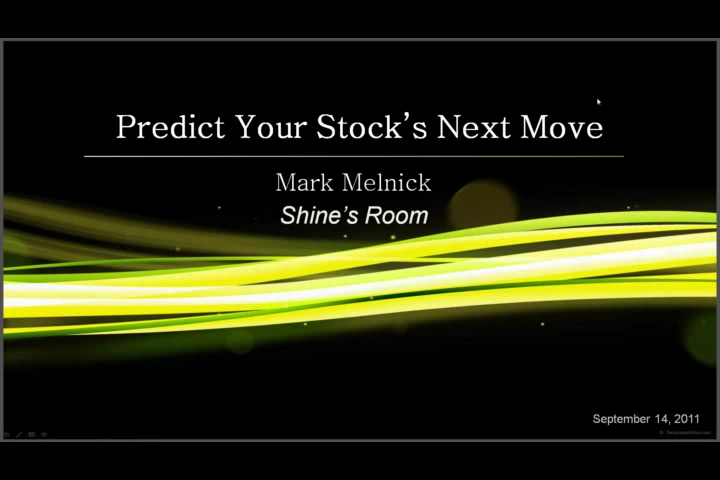 Predict Your Stock's Next Move
Mark Melnick
Shine's Room
September 14, 2011